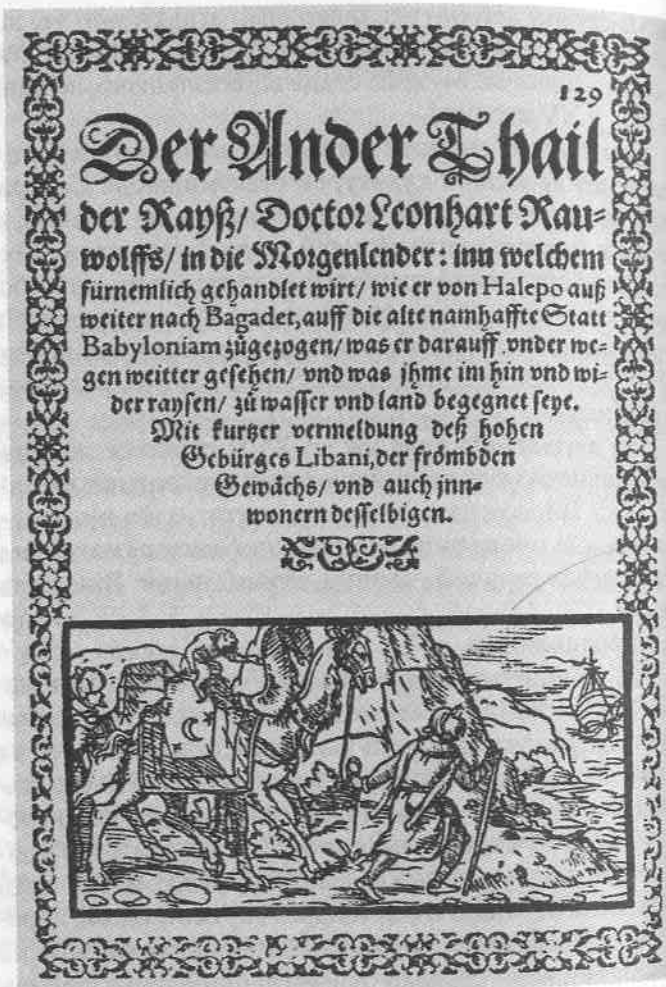 129
Der Ander Thail
der Rayß/ Doctor Leonhart Rau-
wolffs/ in die Morgenlender: inn welchem
fürnemlich gehandlet wirt/ wie er von Halepo auß
weiter nach Bagadet, auff die alte namhaffte Statt
Babyloniam zůgezogen/ was er darauff vnder we-
gen weitter gesehen/ vnd was jhme im hin vnd wi-
der raysen/ zů wasser vnd land begegnet seye.
Mit kurtzer vermeldung deß hohen
Gebürges Libani, der frömbden
Gewächs/ vnd auch jnn-
wonern desselbigen.